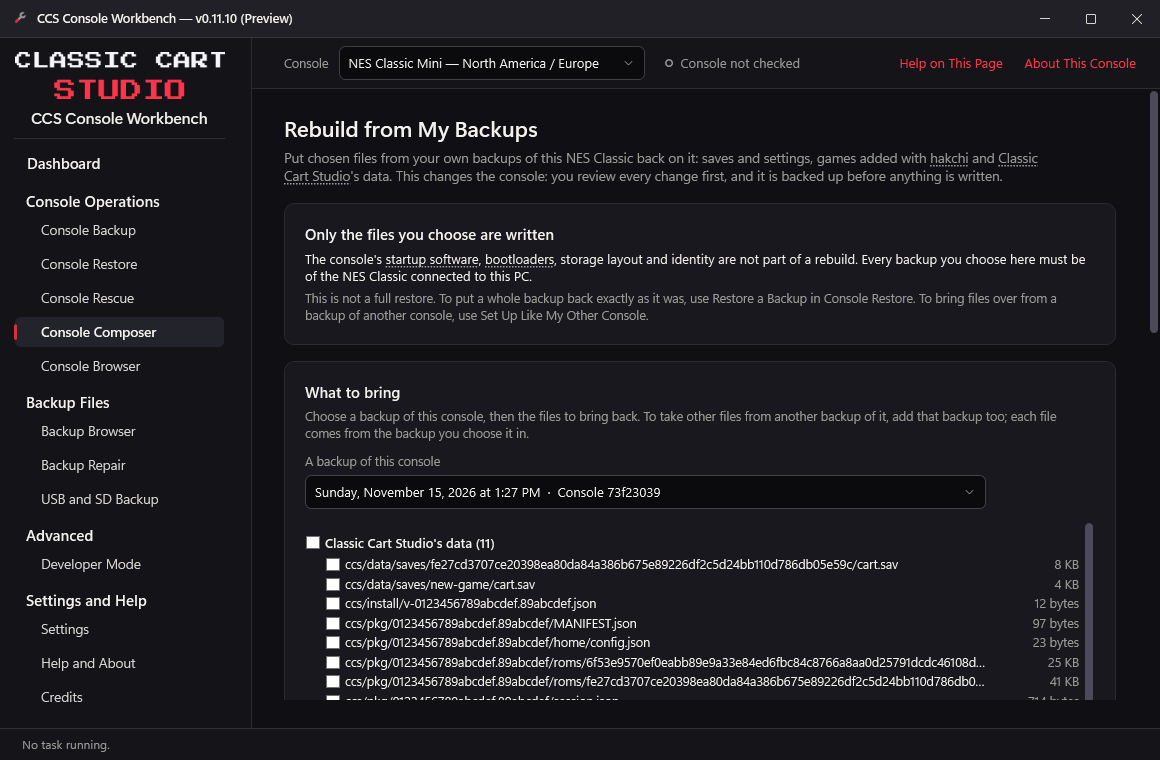 CCS Console Workbench — v0.11.10 (Preview)
CLASSIC CART
STUDIO
CCS Console Workbench
Dashboard
Console Operations
Console Backup
Console Restore
Console Rescue
Console Composer
Console Browser
Backup Files
Backup Browser
Backup Repair
USB and SD Backup
Advanced
Developer Mode
Settings and Help
Settings
Help and About
Credits
Console
NES Classic Mini — North America / Europe
Console not checked
Help on This Page
About This Console
Rebuild from My Backups
Put chosen files from your own backups of this NES Classic back on it: saves and settings, games added with hakchi and Classic
Cart Studio's data. This changes the console: you review every change first, and it is backed up before anything is written.
Only the files you choose are written
The console's startup software, bootloaders, storage layout and identity are not part of a rebuild. Every backup you choose here must be
of the NES Classic connected to this PC.
This is not a full restore. To put a whole backup back exactly as it was, use Restore a Backup in Console Restore. To bring files over from a
backup of another console, use Set Up Like My Other Console.
What to bring
Choose a backup of this console, then the files to bring back. To take other files from another backup of it, add that backup too; each file
comes from the backup you choose it in.
A backup of this console
Sunday, November 15, 2026 at 1:27 PM · Console 73f23039
Classic Cart Studio's data (11)
ccs/data/saves/fe27cd3707ce20398ea80da84a386b675e89226df2c5d24bb110d786db05e59c/cart.sav 8 KB
ccs/data/saves/new-game/cart.sav 4 KB
ccs/install/v-0123456789abcdef.89abcdef.json 12 bytes
ccs/pkg/0123456789abcdef.89abcdef/MANIFEST.json 97 bytes
ccs/pkg/0123456789abcdef.89abcdef/home/config.json 23 bytes
ccs/pkg/0123456789abcdef.89abcdef/roms/6f53e9570ef0eabb89e9a33e84ed6fbc84c8766a8aa0d25791dcdc46108d... 25 KB
ccs/pkg/0123456789abcdef.89abcdef/roms/fe27cd3707ce20398ea80da84a386b675e89226df2c5d24bb110d786db0... 41 KB
ccs/pkg/0123456789abcdef.89abcdef/session.json 714 bytes
No task running.